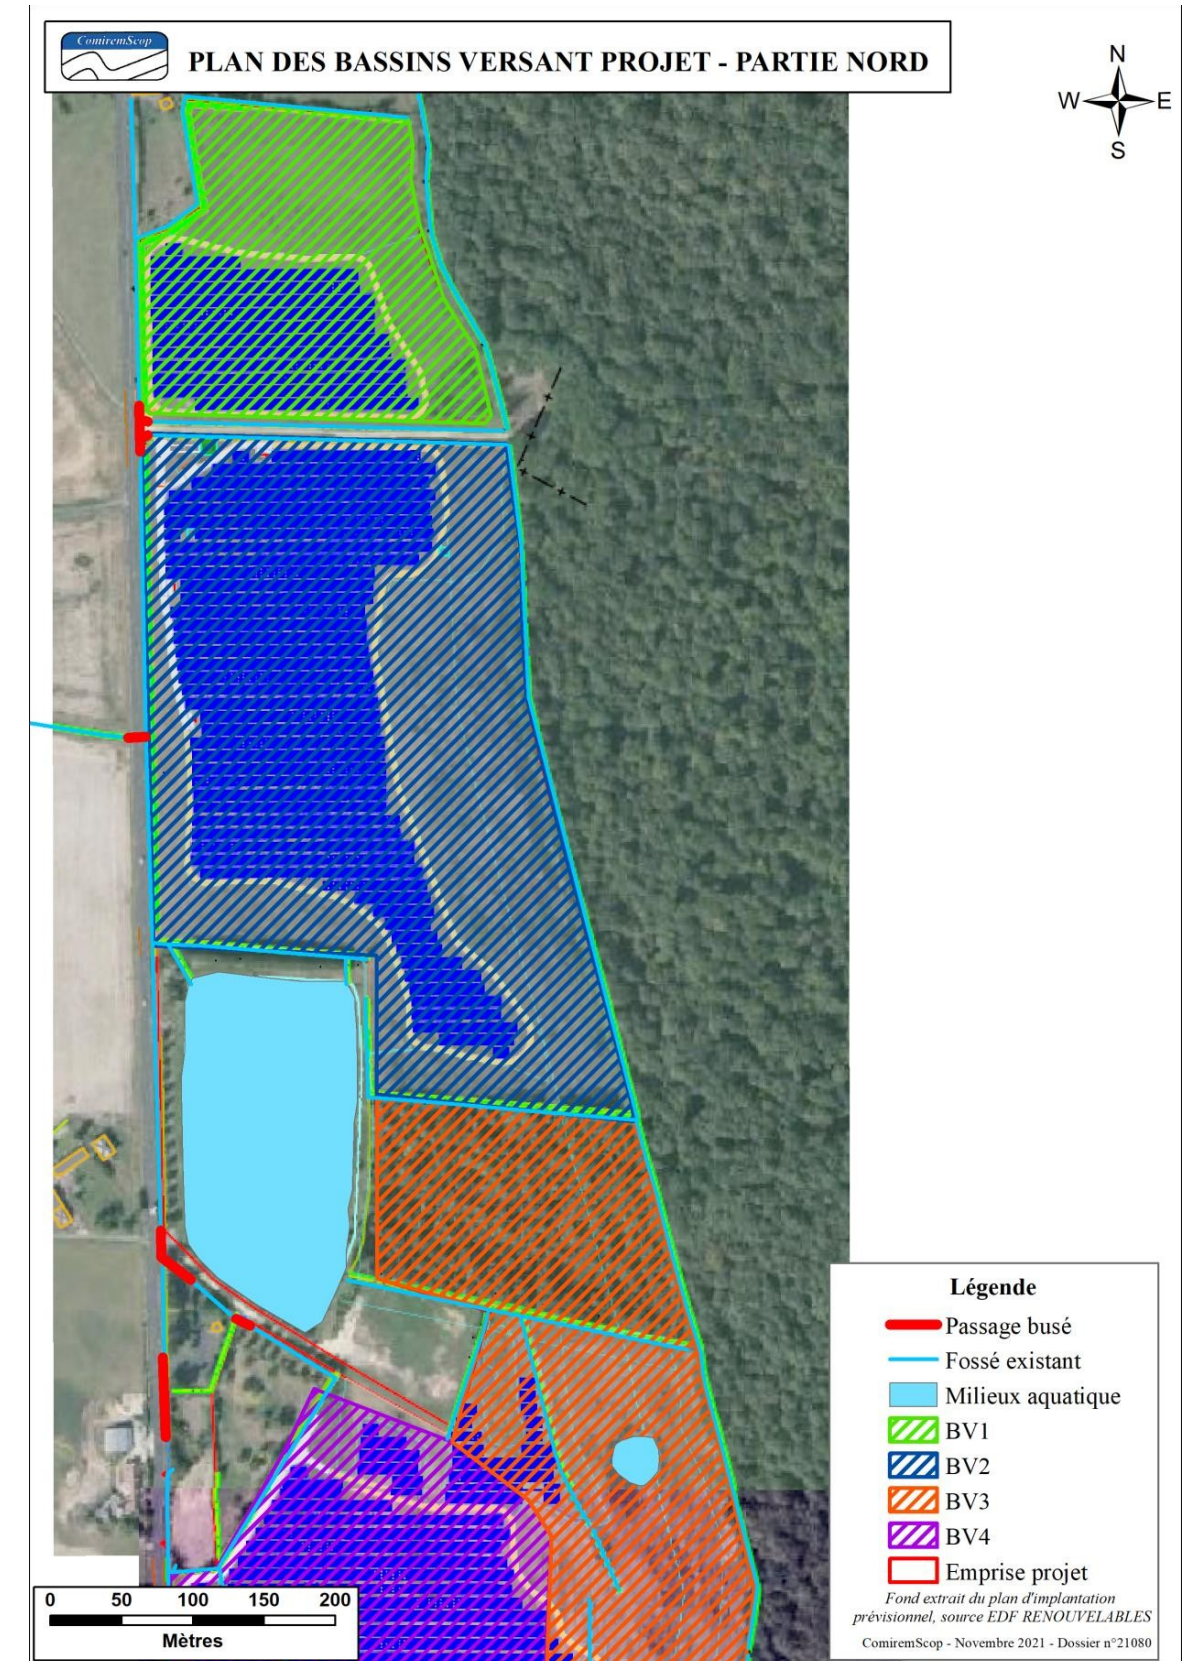 ComiremScop
PLAN DES BASSINS VERSANT PROJET - PARTIE NORD
N
W E
S
Légende
Passage busé
Fossé existant
Milieux aquatique
BV1
BV2
BV3
BV4
Emprise projet
Fond extrait du plan d'implantation
prévisionnel, source EDF RENOUVELABLES
ComiremScop - Novembre 2021 - Dossier n°21080
0 50 100 150 200
Mètres